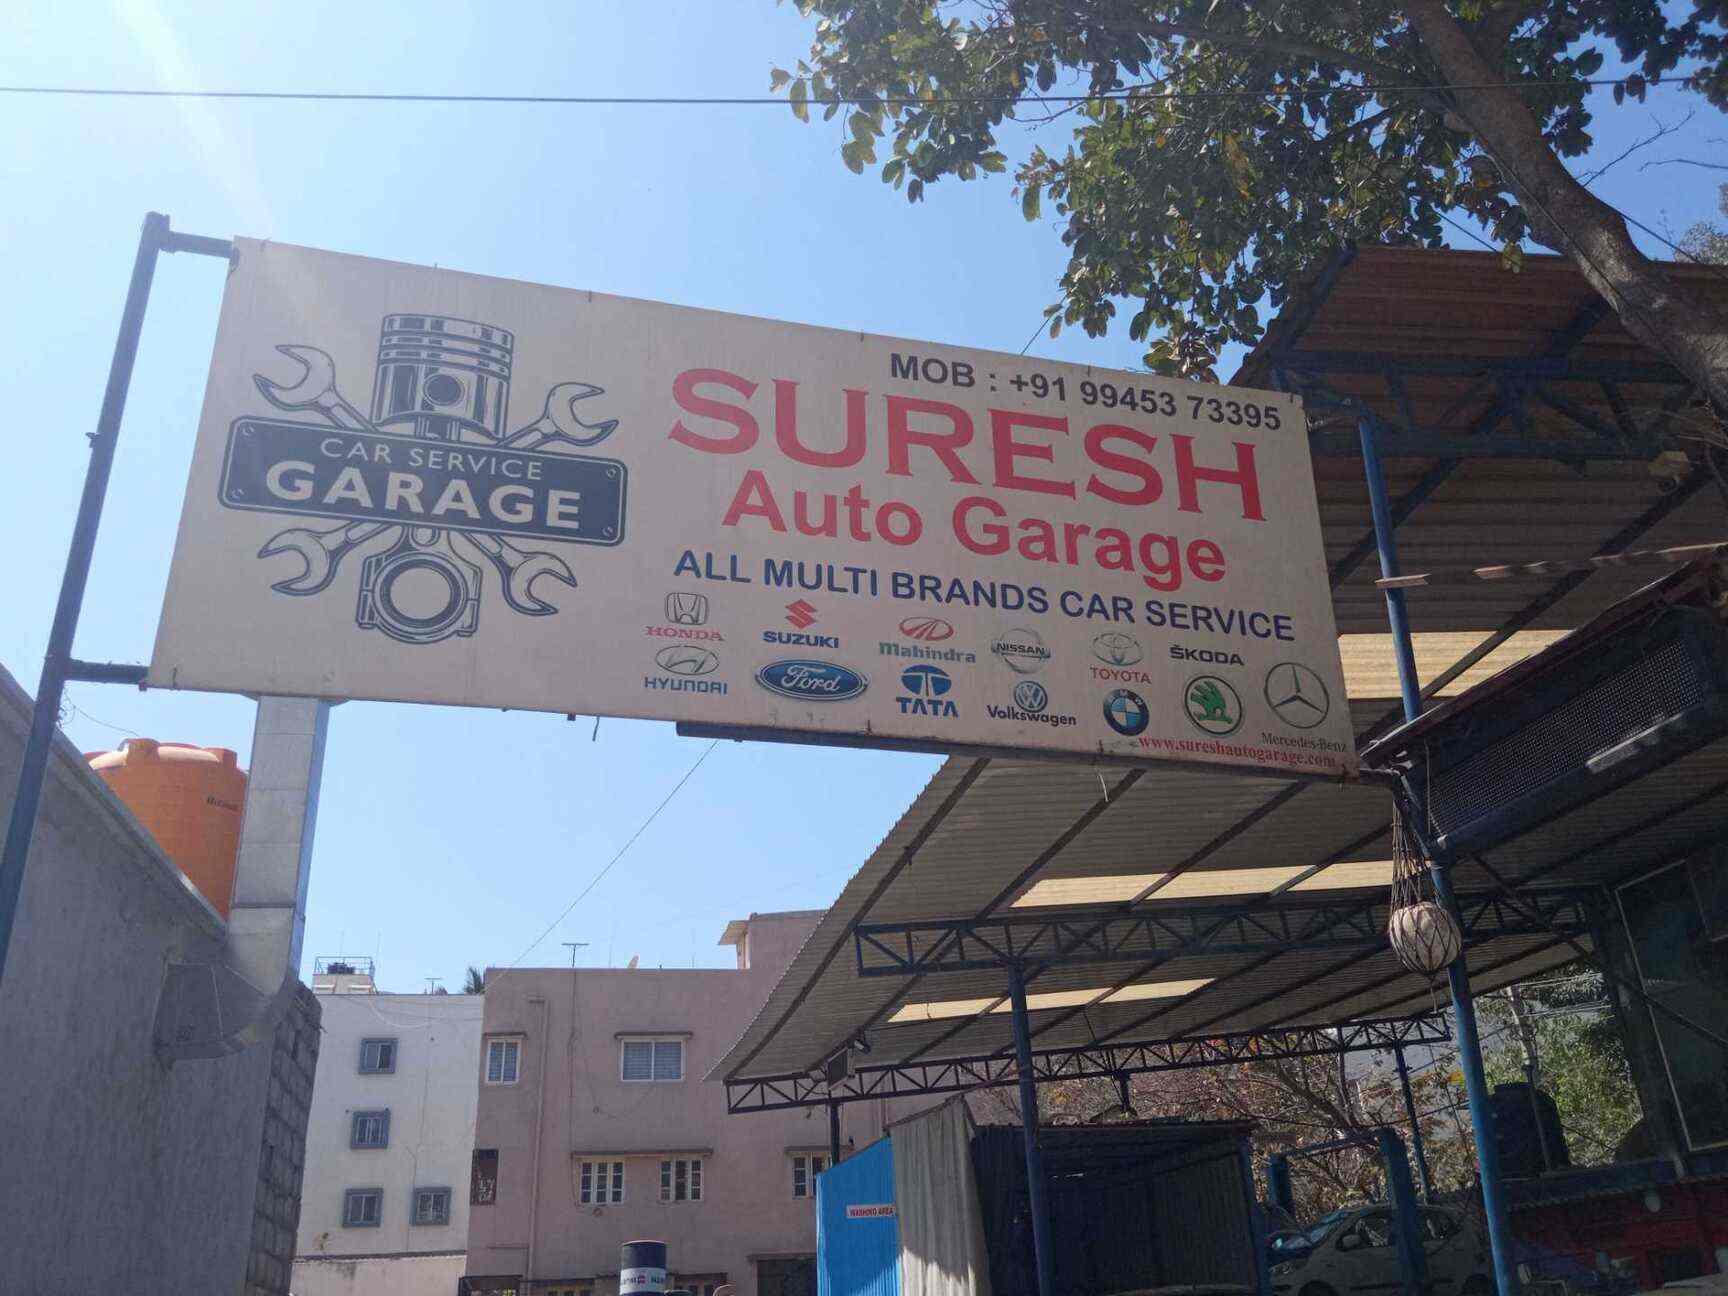 CAR SERVICE
GARAGE
MOB : +91 99453 73395
SURESH
Auto Garage
ALL MULTI BRANDS CAR SERVICE
HONDA SUZUKI Mahindra NISSAN TOYOTA ŠKODA
HYUNDAI Ford TATA Volkswagen BMW Mercedes-Benz
www.sureshautogarage.com
WASHING AREA